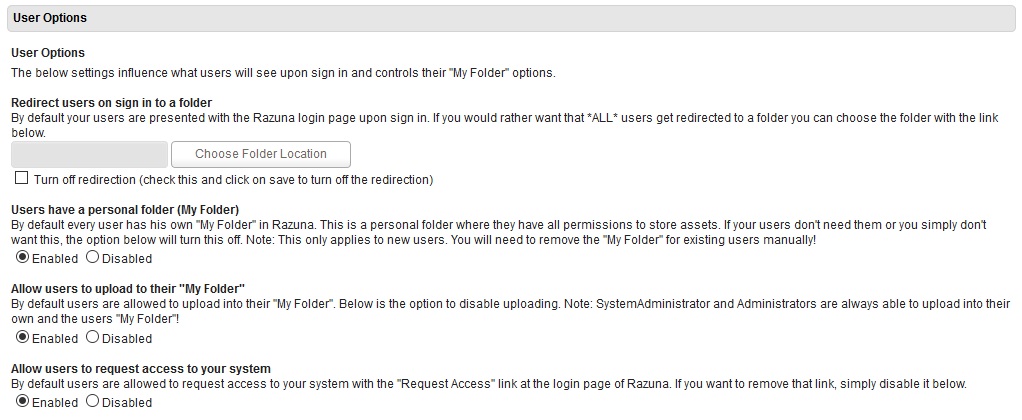 User Options
User Options
The below settings influence what users will see upon sign in and controls their "My Folder" options.
Redirect users on sign in to a folder
By default your users are presented with the Razuna login page upon sign in. If you would rather want that *ALL* users get redirected to a folder you can choose the folder with the link
below.
Choose Folder Location
Turn off redirection (check this and click on save to turn off the redirection)
Users have a personal folder (My Folder)
By default every user has his own "My Folder" in Razuna. This is a personal folder where they have all permissions to store assets. If your users don't need them or you simply don't
want this, the option below will turn this off. Note: This only applies to new users. You will need to remove the "My Folder" for existing users manually!
Enabled Disabled
Allow users to upload to their "My Folder"
By default users are allowed to upload into their "My Folder". Below is the option to disable uploading. Note: SystemAdministrator and Administrators are always able to upload into their
own and the users "My Folder"!
Enabled Disabled
Allow users to request access to your system
By default users are allowed to request access to your system with the "Request Access" link at the login page of Razuna. If you want to remove that link, simply disable it below.
Enabled Disabled